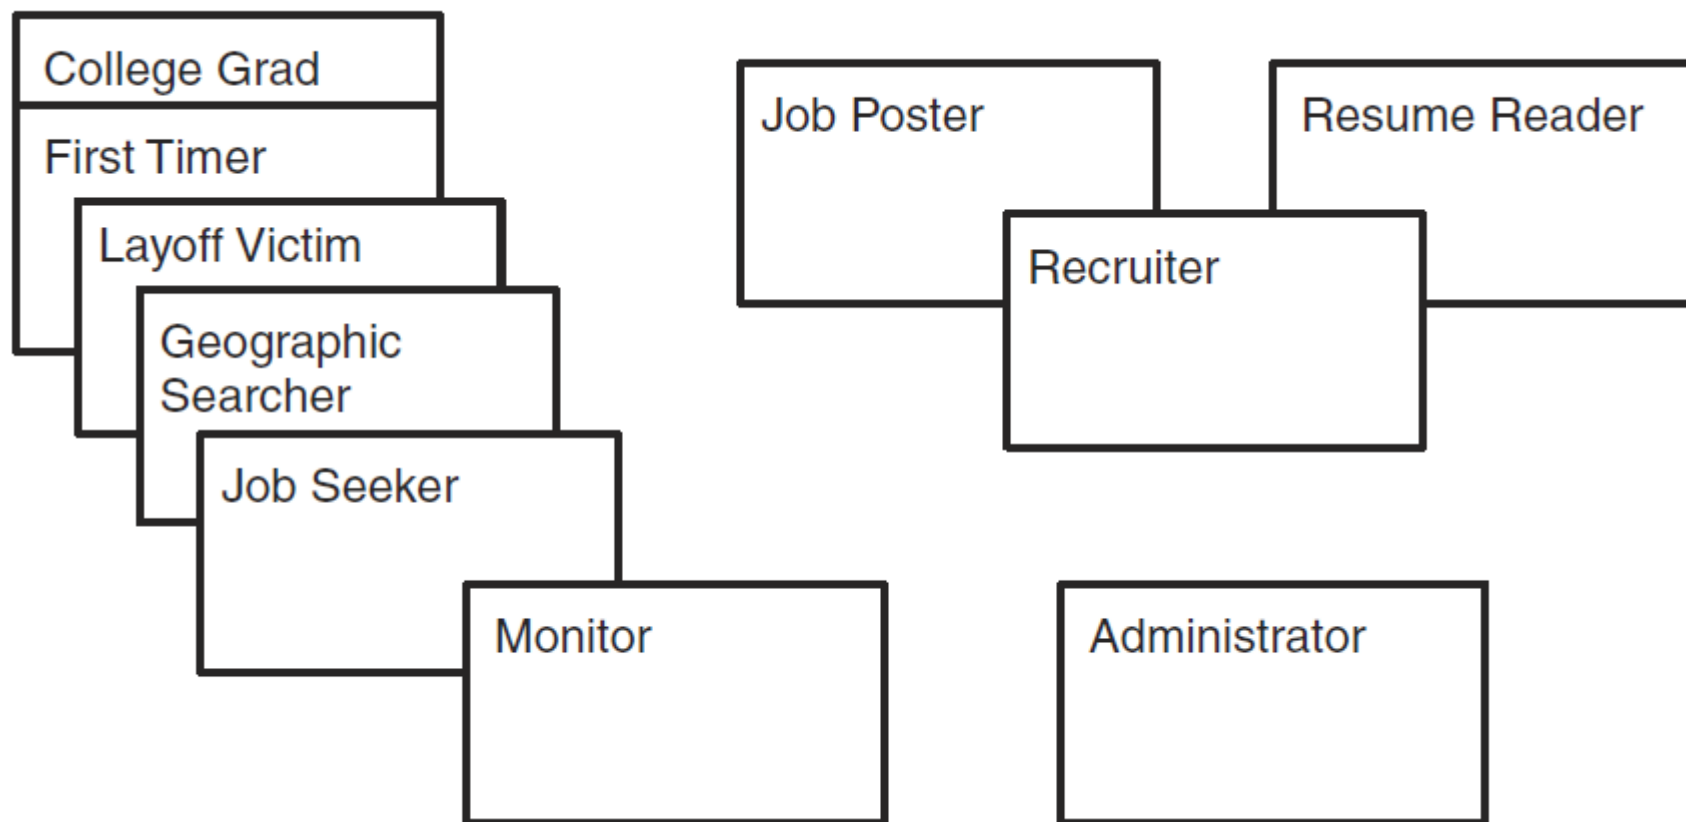 College Grad
First Timer
Layoff Victim
Geographic
Searcher
Job Seeker
Monitor
Job Poster
Resume Reader
Recruiter
Administrator